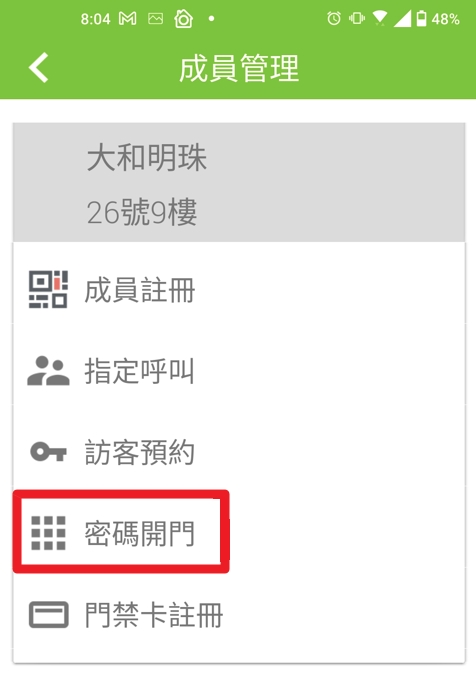 8:04 48%
成員管理
大和明珠
26號9樓
成員註冊
指定呼叫
訪客預約
密碼開門
門禁卡註冊